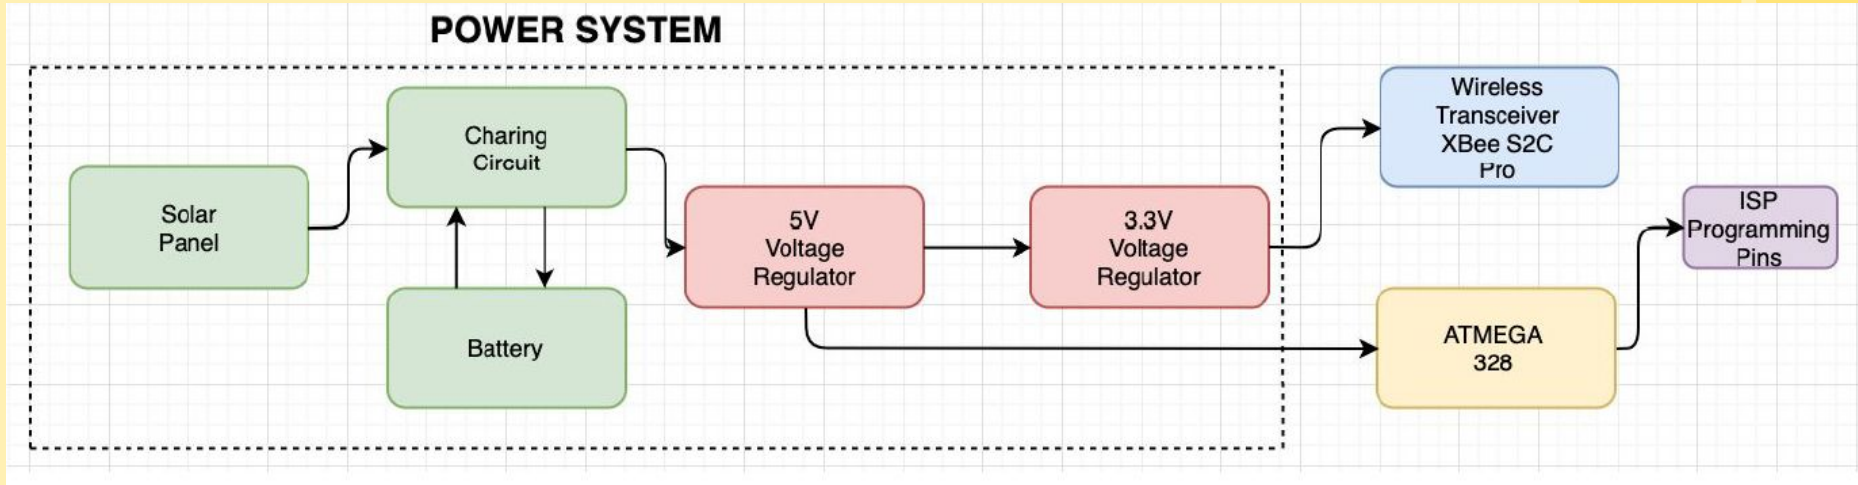 POWER SYSTEM
Solar
Panel
Charing
Circuit
Battery
5V
Voltage
Regulator
3.3V
Voltage
Regulator
Wireless
Transceiver
XBee S2C
Pro
ATMEGA
328
ISP
Programming
Pins